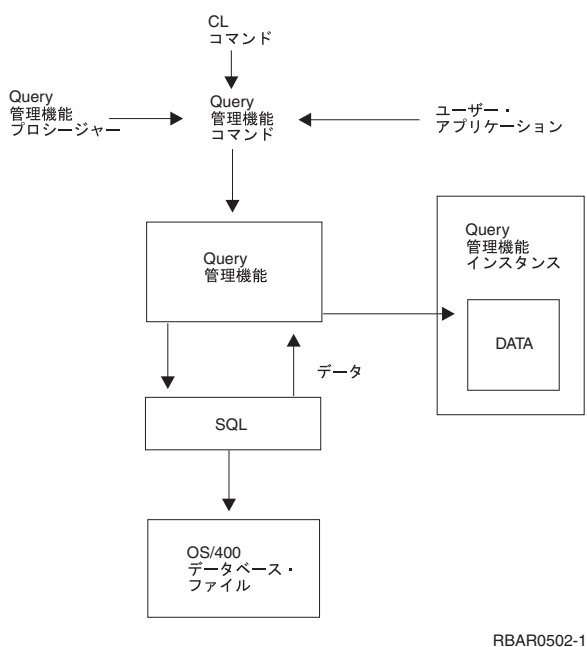 CL
コマンド
Query
管理機能
プロシージャー
Query
管理機能
コマンド
ユーザー・
アプリケーション
Query
管理機能
Query
管理機能
インスタンス
DATA
データ
SQL
OS/400
データベース・
ファイル
RBAR0502-1